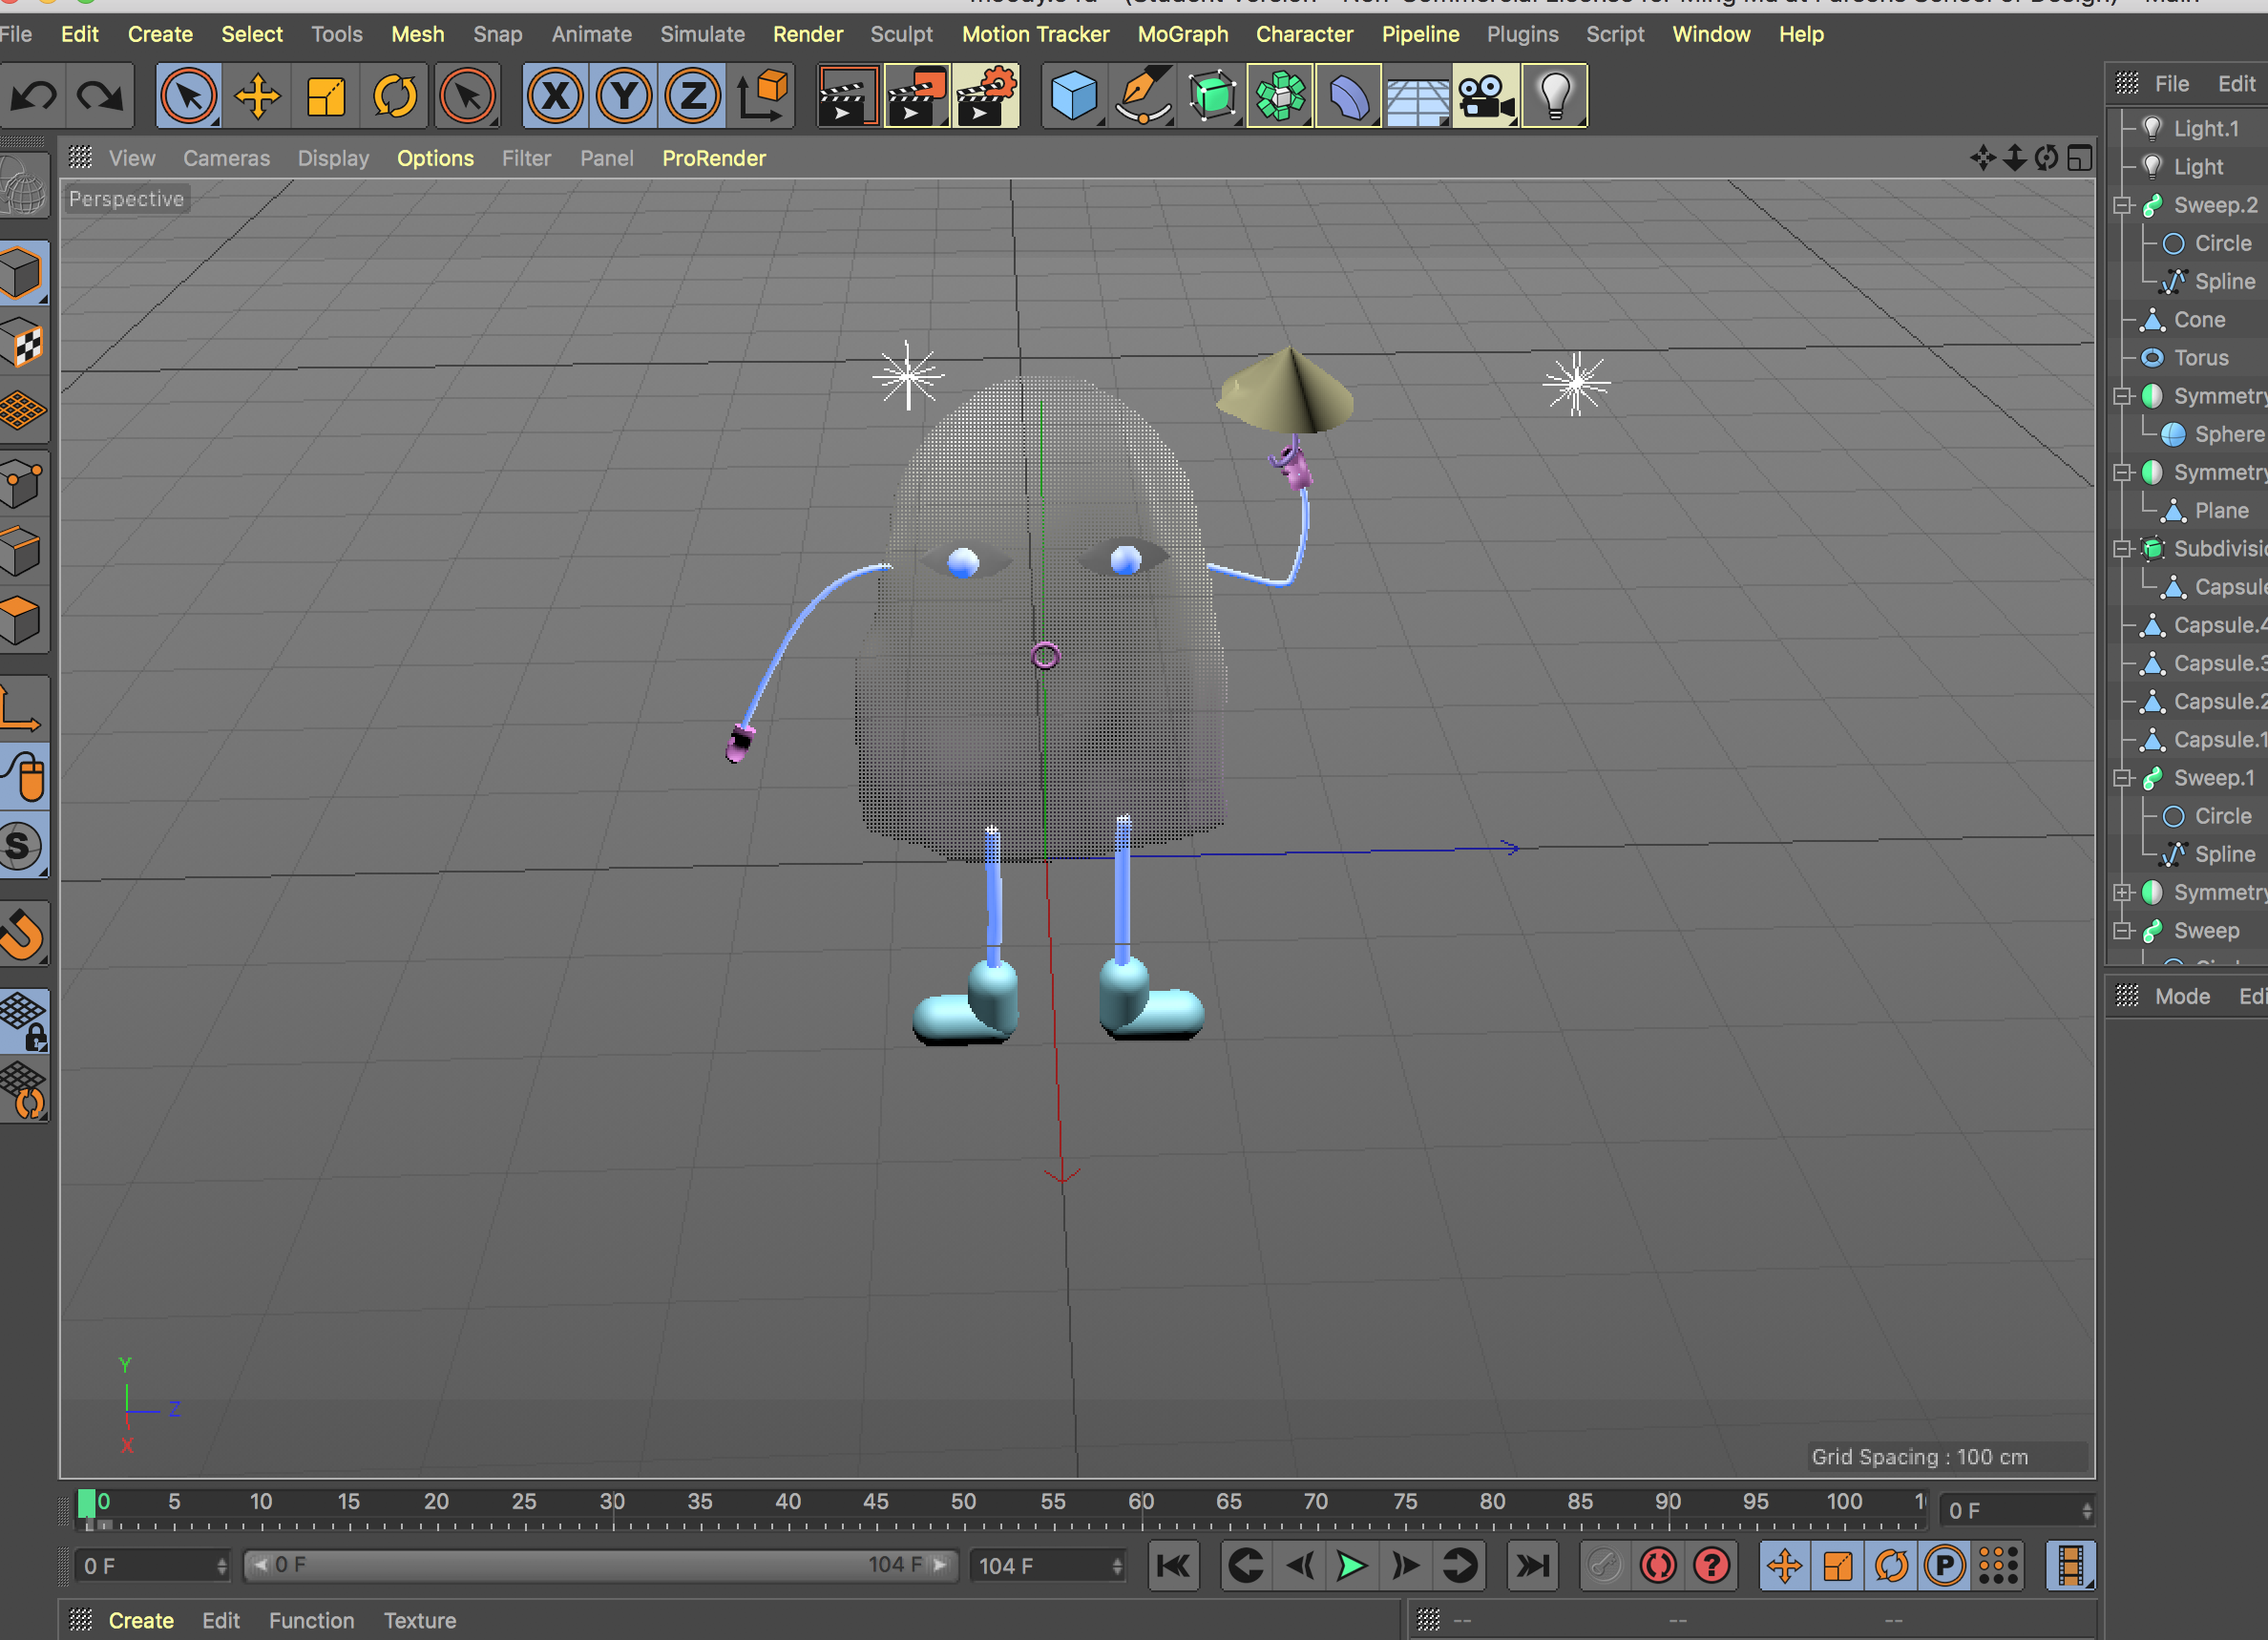 File Edit Create Select Tools Mesh Snap Animate Simulate Render Sculpt Motion Tracker MoGraph Character Pipeline Plugins Script Window Help
X Y Z
File Edit
View Cameras Display Options Filter Panel ProRender
Perspective
Light.1
Light
Sweep.2
Circle
Spline
Cone
Torus
Symmetry
Sphere
Symmetry
Plane
Subdivisi
Capsule
Capsule.4
Capsule.3
Capsule.2
Capsule.1
Sweep.1
Circle
Spline
Symmetry
Sweep
S
Mode Edi
Y
Z
X
Grid Spacing : 100 cm
0 5 10 15 20 25 30 35 40 45 50 55 60 65 70 75 80 85 90 95 100
0 F
0 F 0 F 104 F 104 F
? P
Create Edit Function Texture
-- -- --